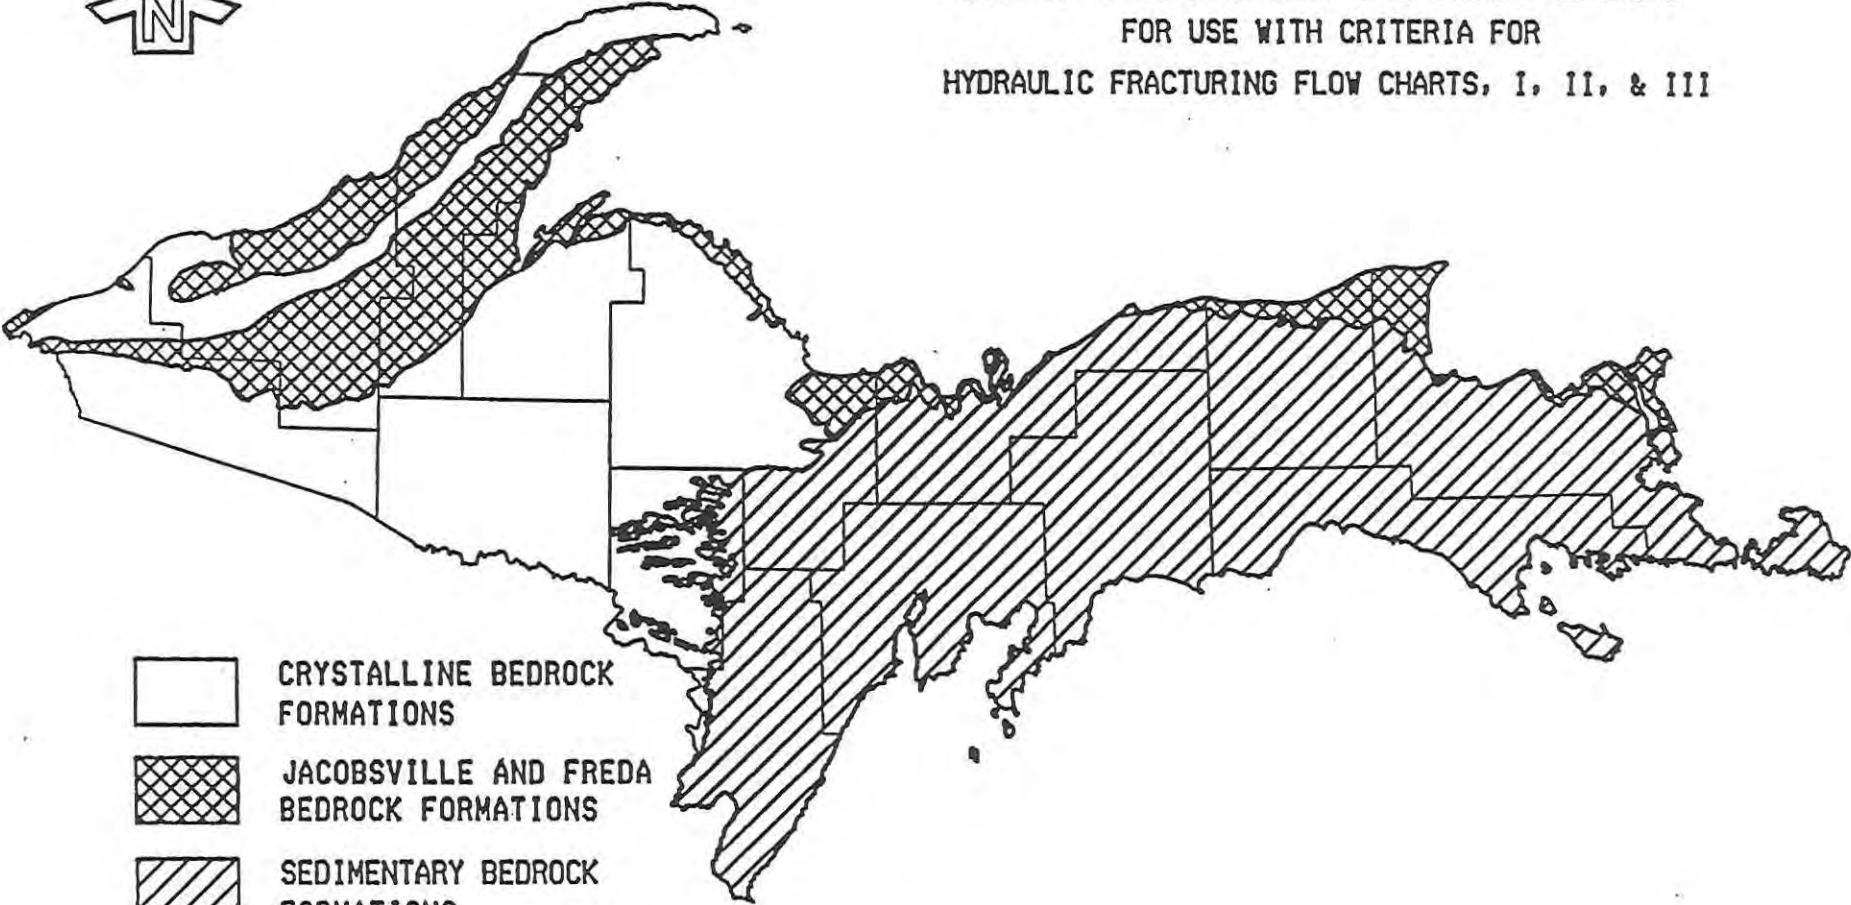 N
FOR USE WITH CRITERIA FOR
HYDRAULIC FRACTURING FLOW CHARTS, I, II, & III
CRYSTALLINE BEDROCK
FORMATIONS
JACOBSVILLE AND FREDA
BEDROCK FORMATIONS
SEDIMENTARY BEDROCK